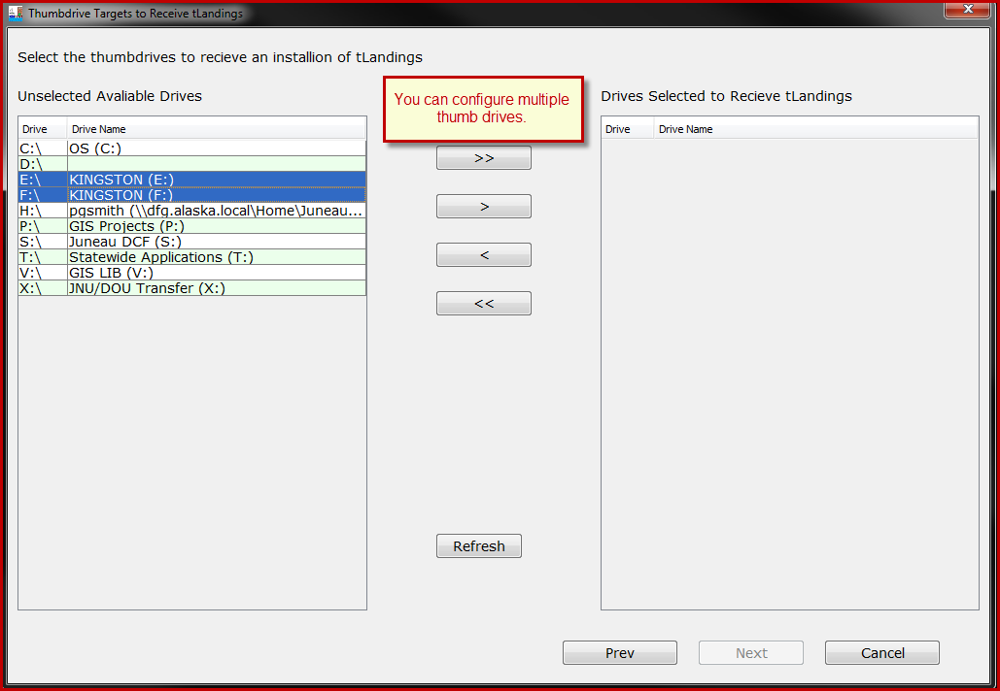 Thumbdrive Targets to Receive tLandings
Select the thumbdrives to recieve an installion of tLandings
Unselected Avaliable Drives
You can configure multiple
thumb drives.
Drives Selected to Recieve tLandings
Drive Drive Name
C:\ OS (C:)
D:\
E:\ KINGSTON (E:)
F:\ KINGSTON (F:)
H:\ pgsmith (\\dfg.alaska.local\Home\Juneau...
P:\ GIS Projects (P:)
S:\ Juneau DCF (S:)
T:\ Statewide Applications (T:)
V:\ GIS LIB (V:)
X:\ JNU/DOU Transfer (X:)
>>
>
<
<<
Refresh
Drive Drive Name
Prev Next Cancel